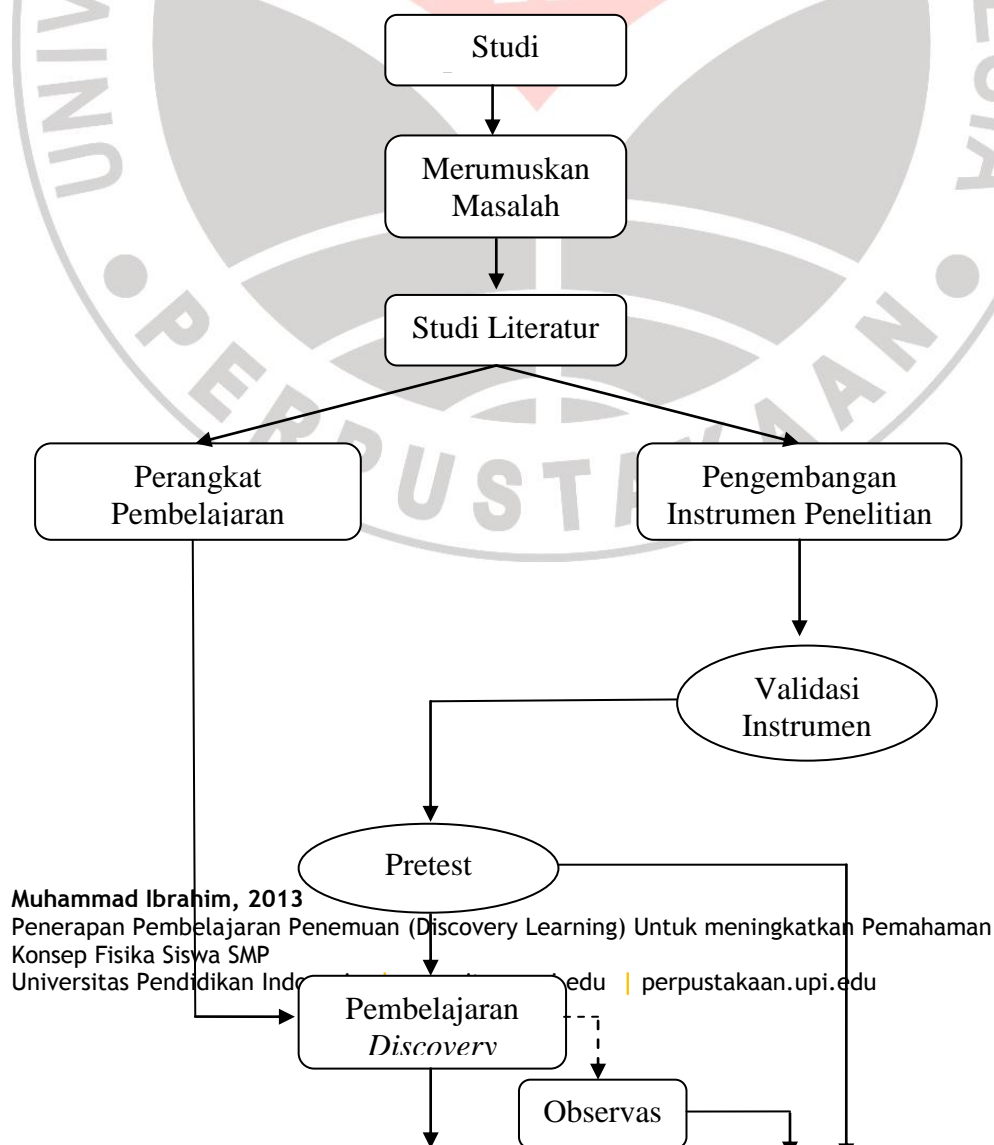 Studi
Merumuskan
Masalah
Studi Literatur
Perangkat
Pembelajaran
Pengembangan
Instrumen Penelitian
Validasi
Instrumen
Pretest
Muhammad Ibrahim, 2013
Penerapan Pembelajaran Penemuan (Discovery Learning) Untuk meningkatkan Pemahaman
Konsep Fisika Siswa SMP
Universitas Pendidikan edu | perpustakaan.upi.edu
Pembelajaran
Discovery
Observas
PERPUSTAKAAN